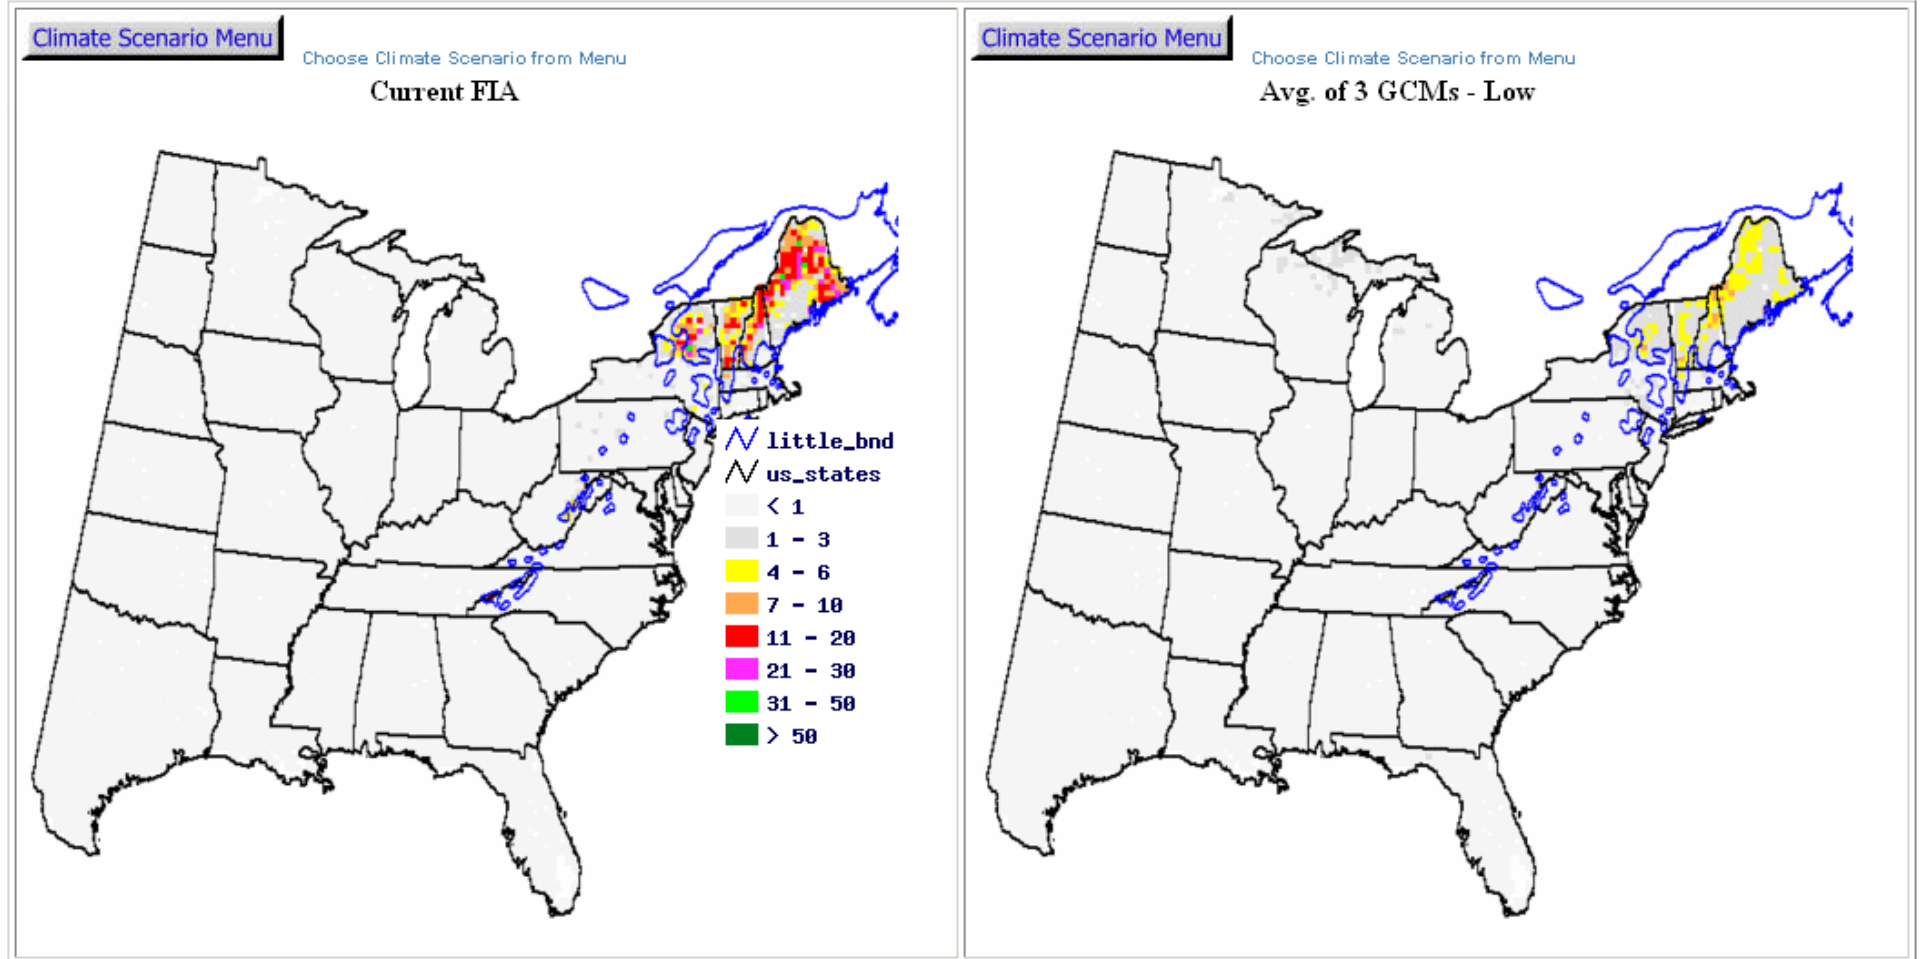 Climate Scenario Menu
Choose Climate Scenario from Menu
Current FIA
little_bnd
us_states
< 1
1 - 3
4 - 6
7 - 10
11 - 20
21 - 30
31 - 50
> 50
Climate Scenario Menu
Choose Climate Scenario from Menu
Avg. of 3 GCMs - Low